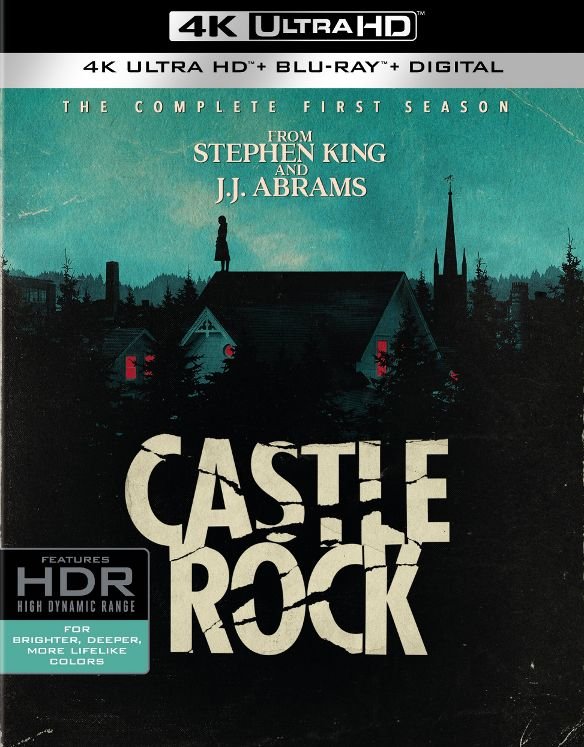 4K ULTRA HD™
4K ULTRA HD™ + BLU-RAY™ + DIGITAL
THE COMPLETE FIRST SEASON
FROM
STEPHEN KING
AND
J.J. ABRAMS
CASTLE
ROCK
FEATURES
HDR
HIGH DYNAMIC RANGE
FOR
BRIGHTER, DEEPER,
MORE LIFELIKE
COLORS